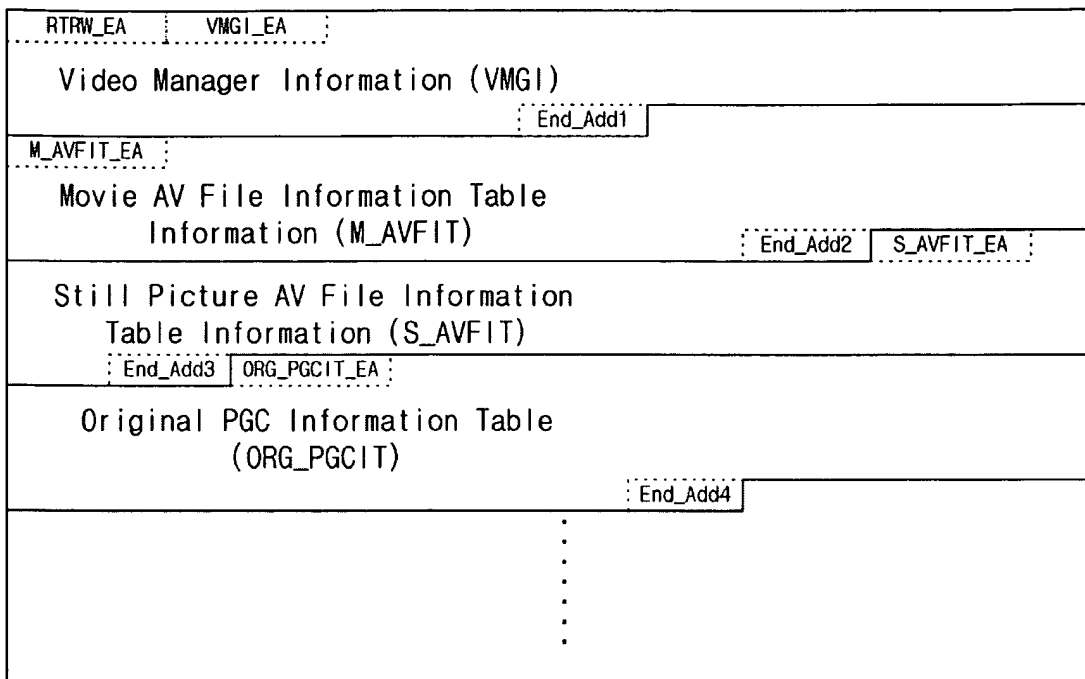 RTRW_EA VMGI_EA
Video Manager Information (VMGI)
End_Add1
M_AVFIT_EA
Movie AV File Information Table
Information (M_AVFIT)
End_Add2 S_AVFIT_EA
Still Picture AV File Information
Table Information (S_AVFIT)
End_Add3 ORG_PGCIT_EA
Original PGC Information Table
(ORG_PGCIT)
End_Add4